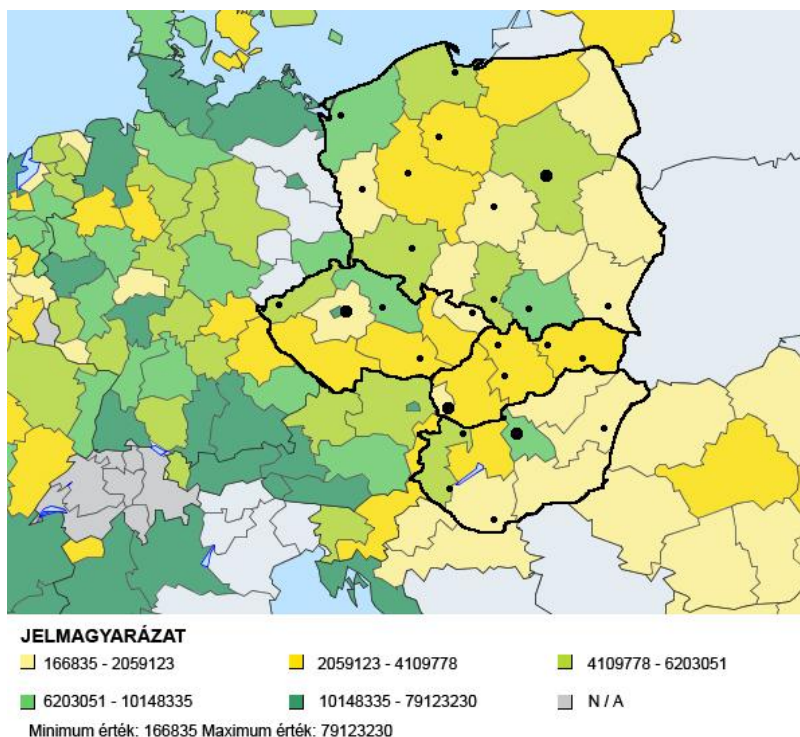 JELMAGYARÁZAT
166835 - 2059123 2059123 - 4109778 4109778 - 6203051
6203051 - 10148335 10148335 - 79123230 N / A
Minimum érték: 166835 Maximum érték: 79123230